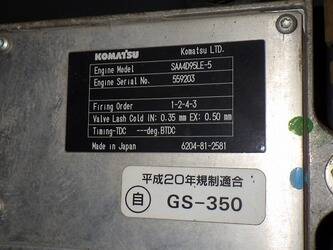 KOMATSU Komatsu LTD.
Engine Model SAA4D95LE-5
Engine Serial No. 559203
Firing Order 1-2-4-3
Valve Lash Cold IN: 0.35 mm EX: 0.50 mm
Timing-TDC ---deg.BTDC
Made in Japan 6204-81-2581
平成20年規制適合
自 GS-350